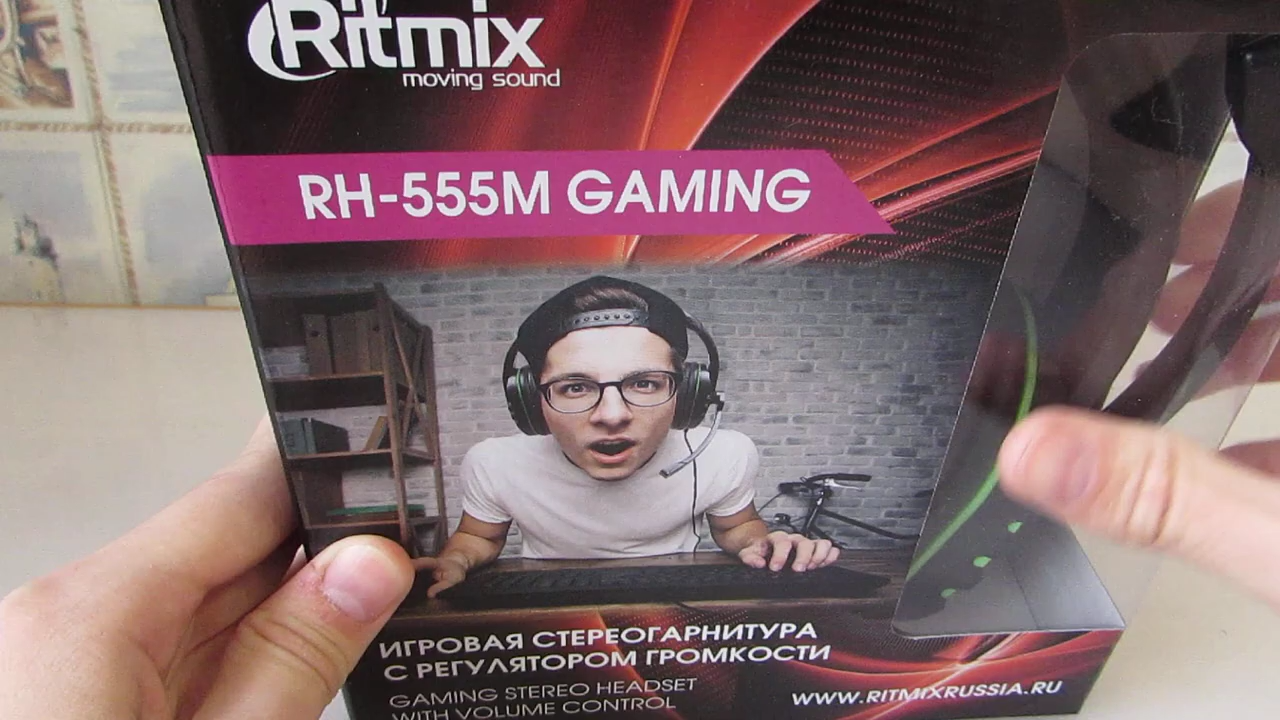 Ritmix
moving sound
RH-555M GAMING
ИГРОВАЯ СТЕРЕОГАРНИТУРА
С РЕГУЛЯТОРОМ ГРОМКОСТИ
GAMING STEREO HEADSET
WITH VOLUME CONTROL
WWW.RITMIXRUSSIA.RU